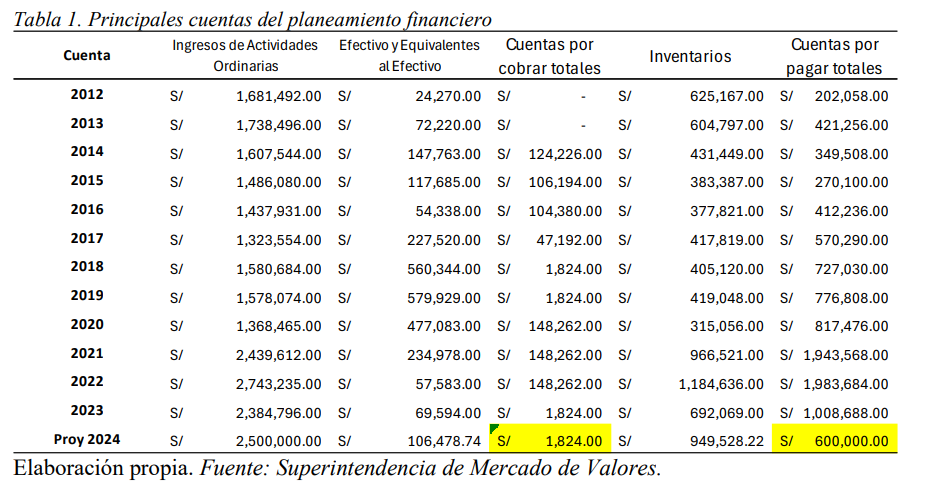 Tabla 1. Principales cuentas del planeamiento financiero
Cuenta Ingresos de Actividades Ordinarias Efectivo y Equivalentes al Efectivo Cuentas por cobrar totales Inventarios Cuentas por pagar totales
2012 S/ 1,681,492.00 S/ 24,270.00 S/ - S/ 625,167.00 S/ 202,058.00
2013 S/ 1,738,496.00 S/ 72,220.00 S/ - S/ 604,797.00 S/ 421,256.00
2014 S/ 1,607,544.00 S/ 147,763.00 S/ 124,226.00 S/ 431,449.00 S/ 349,508.00
2015 S/ 1,486,080.00 S/ 117,685.00 S/ 106,194.00 S/ 383,387.00 S/ 270,100.00
2016 S/ 1,437,931.00 S/ 54,338.00 S/ 104,380.00 S/ 377,821.00 S/ 412,236.00
2017 S/ 1,323,554.00 S/ 227,520.00 S/ 47,192.00 S/ 417,819.00 S/ 570,290.00
2018 S/ 1,580,684.00 S/ 560,344.00 S/ 1,824.00 S/ 405,120.00 S/ 727,030.00
2019 S/ 1,578,074.00 S/ 579,929.00 S/ 1,824.00 S/ 419,048.00 S/ 776,808.00
2020 S/ 1,368,465.00 S/ 477,083.00 S/ 148,262.00 S/ 315,056.00 S/ 817,476.00
2021 S/ 2,439,612.00 S/ 234,978.00 S/ 148,262.00 S/ 966,521.00 S/ 1,943,568.00
2022 S/ 2,743,235.00 S/ 57,583.00 S/ 148,262.00 S/ 1,184,636.00 S/ 1,983,684.00
2023 S/ 2,384,796.00 S/ 69,594.00 S/ 1,824.00 S/ 692,069.00 S/ 1,008,688.00
Proy 2024 S/ 2,500,000.00 S/ 106,478.74 S/ 1,824.00 S/ 949,528.22 S/ 600,000.00
Elaboración propia. Fuente: Superintendencia de Mercado de Valores.